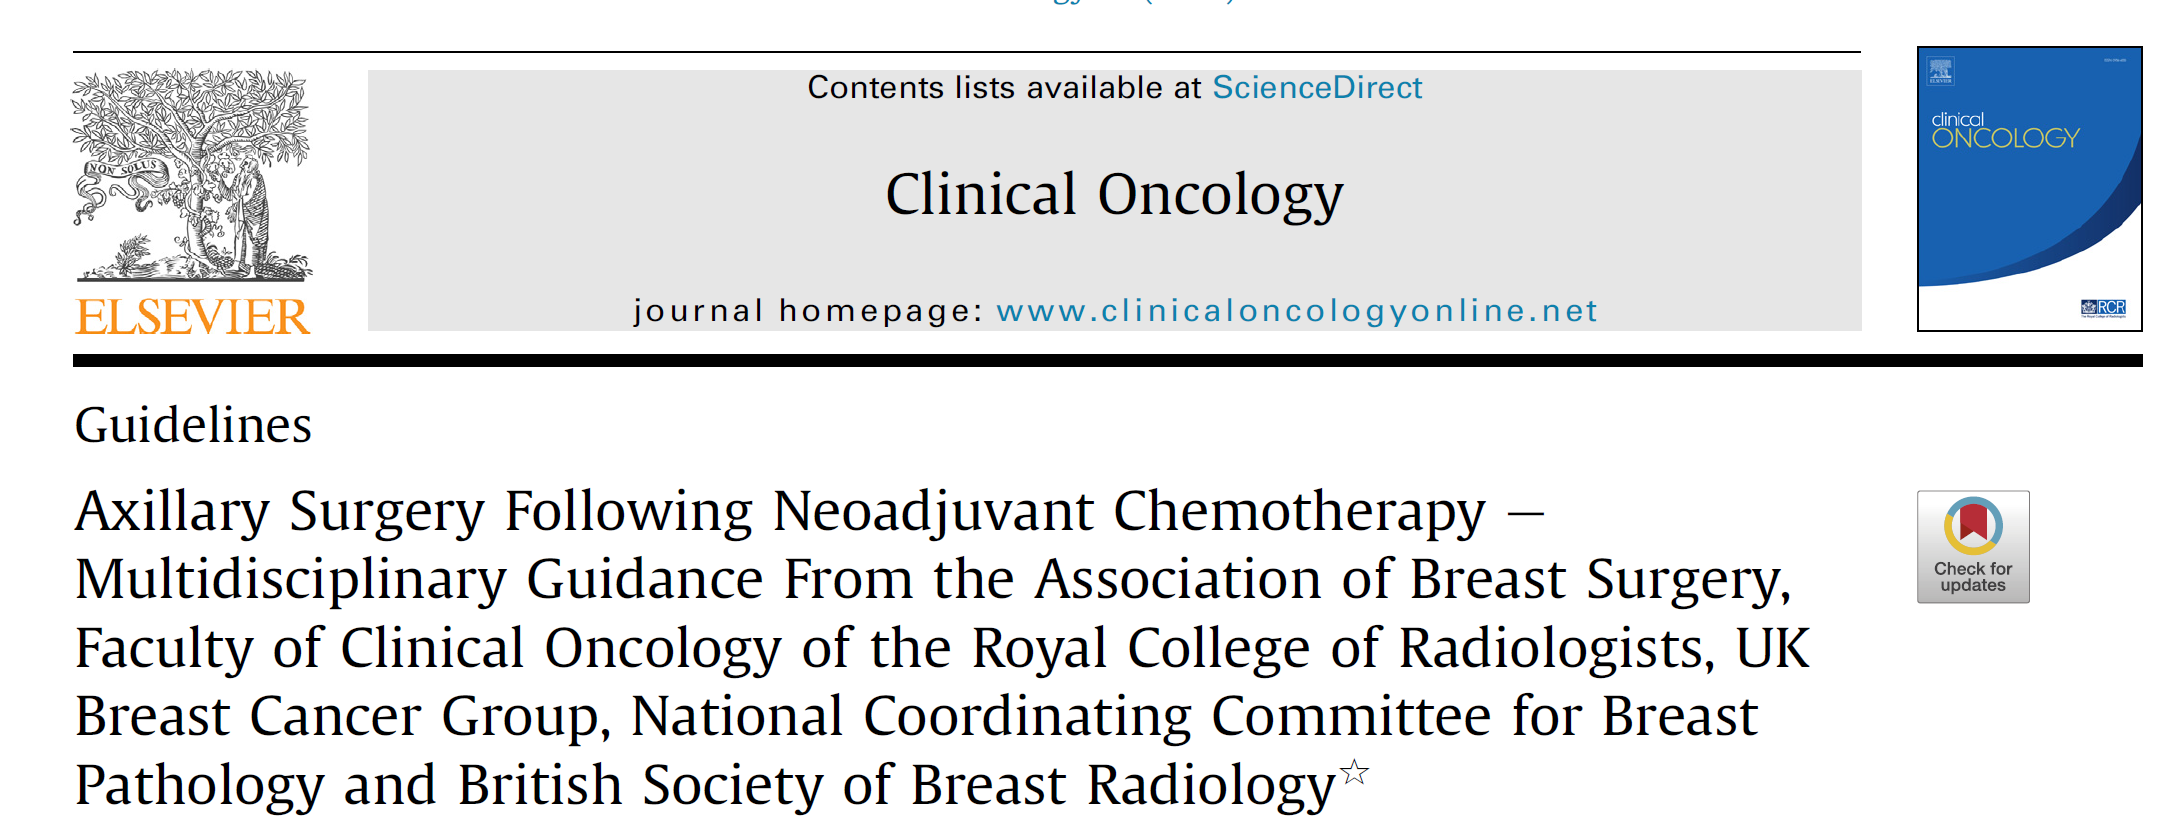 Contents lists available at ScienceDirect
Clinical Oncology
journal homepage: www.clinicaloncologyonline.net
NON SOLUS
ELSEVIER
clinical
ONCOLOGY
RCR
Guidelines
Axillary Surgery Following Neoadjuvant Chemotherapy —
Multidisciplinary Guidance From the Association of Breast Surgery,
Faculty of Clinical Oncology of the Royal College of Radiologists, UK
Breast Cancer Group, National Coordinating Committee for Breast
Pathology and British Society of Breast Radiology☆
Check for
updates